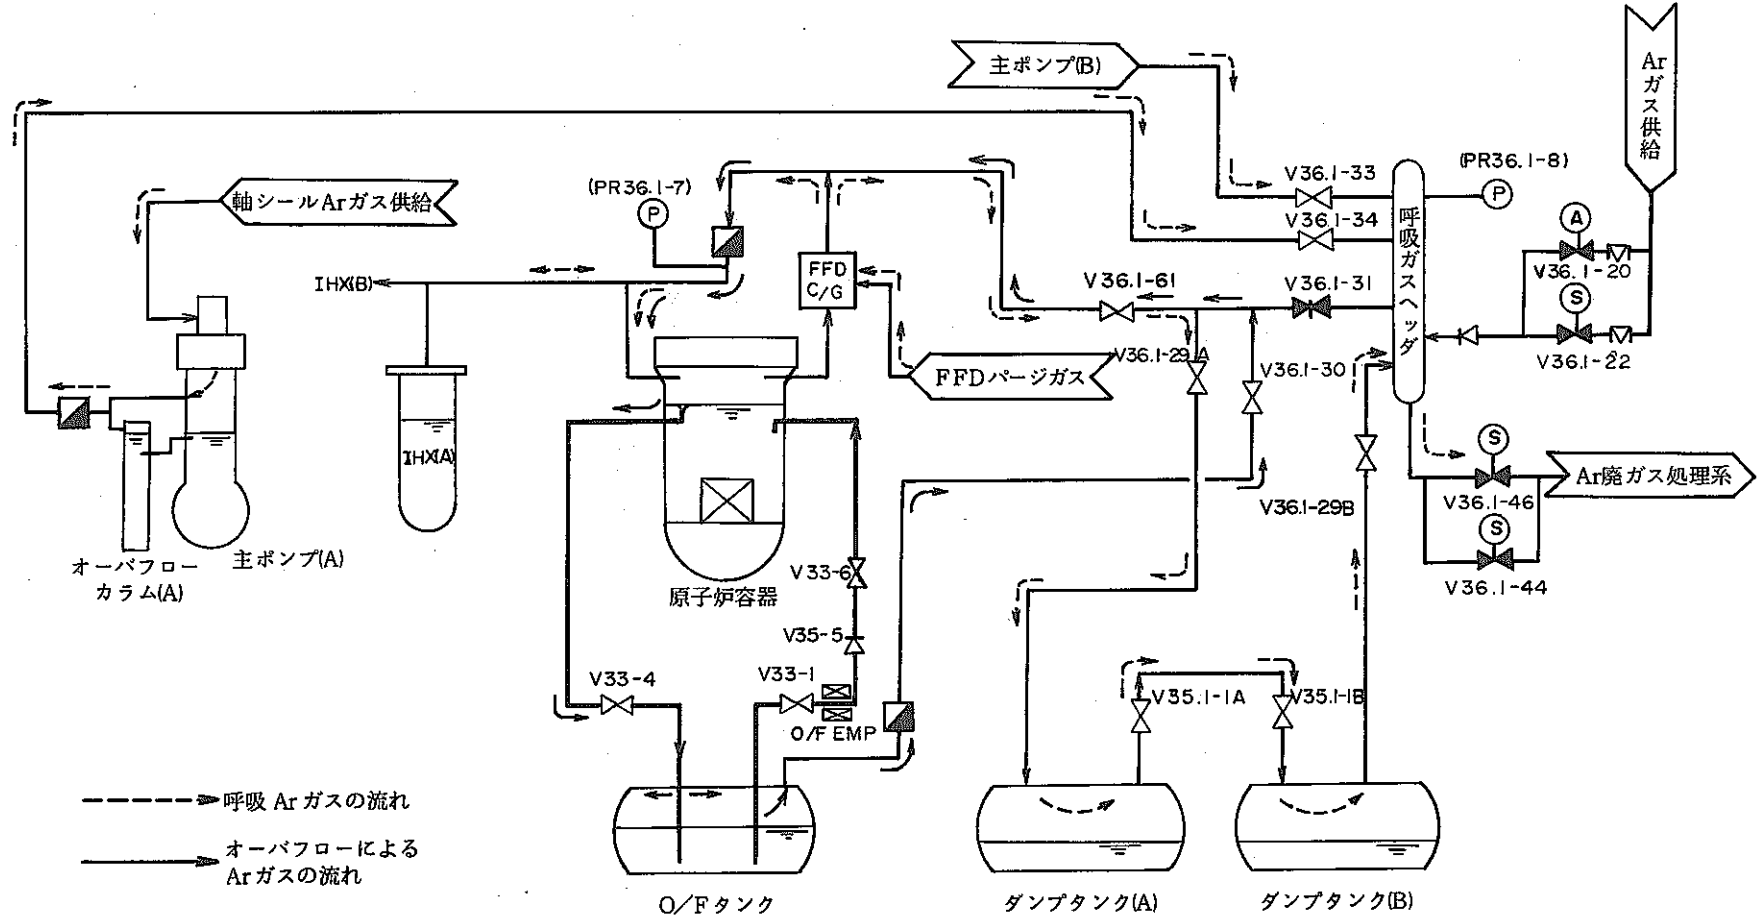 主ポンプ(B)
Arガス供給
(PR36.1-7)
P
V36.1-33
(PR36.1-8)
P
軸シールArガス供給
V36.1-34
呼吸ガスヘッダ
A
V36.1-20
FFD
C/G
IHX(B)
V36.1-61
V36.1-31
S
V36.1-22
V36.1-29A
FFDパージガス
V36.1-30
IHX(A)
S
Ar廃ガス処理系
V36.1-46
V36.1-29B
S
V36.1-44
オーバフロー
カラム(A)
主ポンプ(A)
原子炉容器
V33-6
V35-5
V33-4
V33-1
O/F EMP
V35.1-1A
V35.1-1B
呼吸Arガスの流れ
オーバフローによる
Arガスの流れ
O/Fタンク
ダンプタンク(A)
ダンプタンク(B)